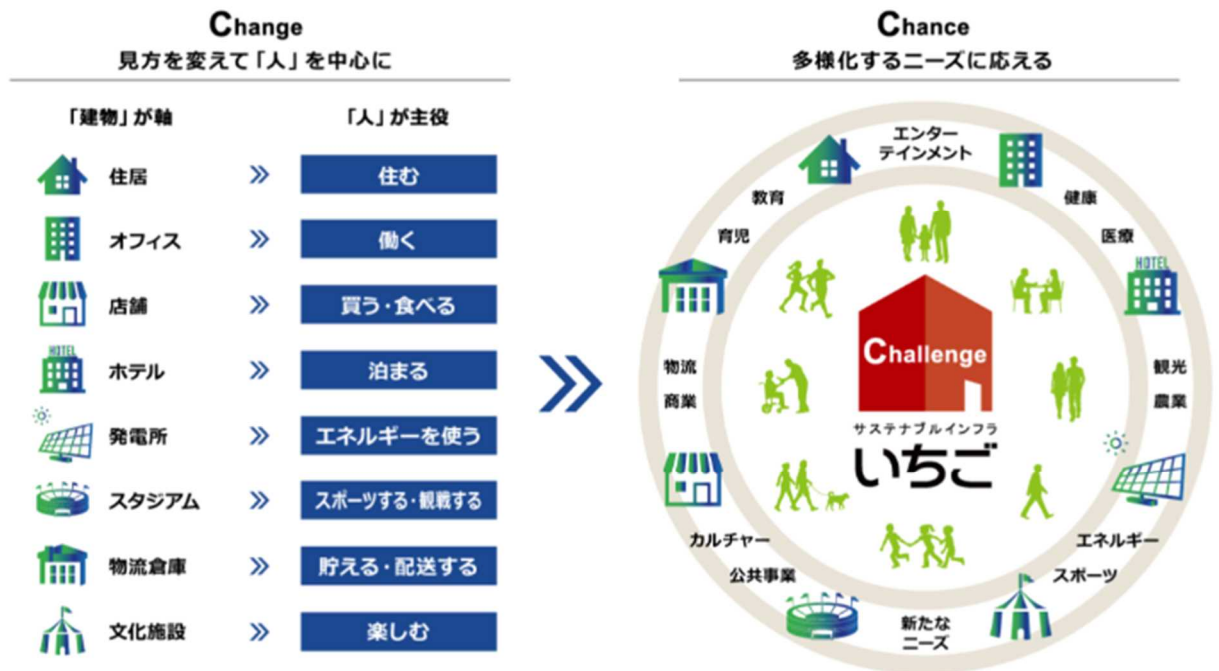 Change
見方を変えて「人」を中心に
「建物」が軸
「人」が主役
住居
住む
オフィス
働く
店舗
買う・食べる
HOTEL
ホテル
泊まる
発電所
エネルギーを使う
スタジアム
スポーツする・観戦する
物流倉庫
貯える・配送する
文化施設
楽しむ
Chance
多様化するニーズに応える
エンター
テインメント
教育
健康
育児
医療
HOTEL
Challenge
物流
観光
商業
農業
サステナブルインフラ
いちご
カルチャー
エネルギー
公共事業
スポーツ
新たな
ニーズ